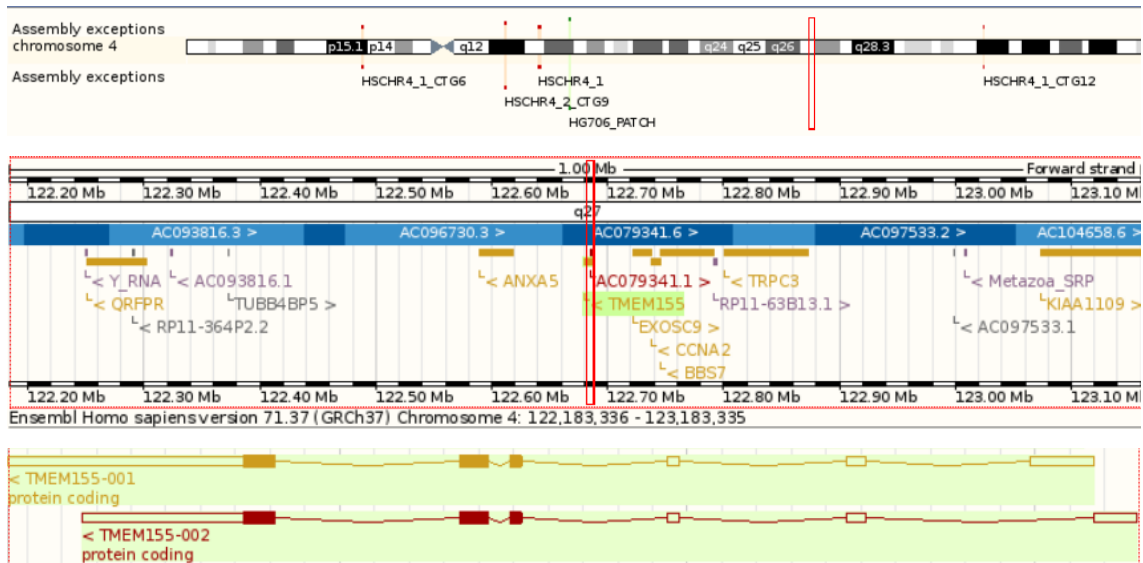 Assembly exceptions
chromosome 4 p15.1 p14 q12 q24 q25 q26 q28.3
Assembly exceptions
HSCHR4_1_CTG6 HSCHR4_1 HSCHR4_1_CTG12
HSCHR4_2_CTG9
HG706_PATCH
1.00 Mb Forward strand
122.20 Mb 122.30 Mb 122.40 Mb 122.50 Mb 122.60 Mb 122.70 Mb 122.80 Mb 122.90 Mb 123.00 Mb 123.10 Mb
q27
AC093816.3 > AC096730.3 > AC079341.6 > AC097533.2 > AC104658.6 >
< Y_RNA < AC093816.1 < ANXA5 AC079341.1 > < TRPC3 < Metazoa_SRP
< QRFPR TUBB4BP5 > < TMEM155 RP11-63B13.1 > KIAA1109 >
< RP11-364P2.2 EXOSC9 > < AC097533.1
< CCNA2
< BBS7
122.20 Mb 122.30 Mb 122.40 Mb 122.50 Mb 122.60 Mb 122.70 Mb 122.80 Mb 122.90 Mb 123.00 Mb 123.10 Mb
Ensembl Homo sapiens version 71.37 (GRCh37) Chromosome 4: 122,183,336 - 123,183,335
< TMEM155-001
protein coding
< TMEM155-002
protein coding